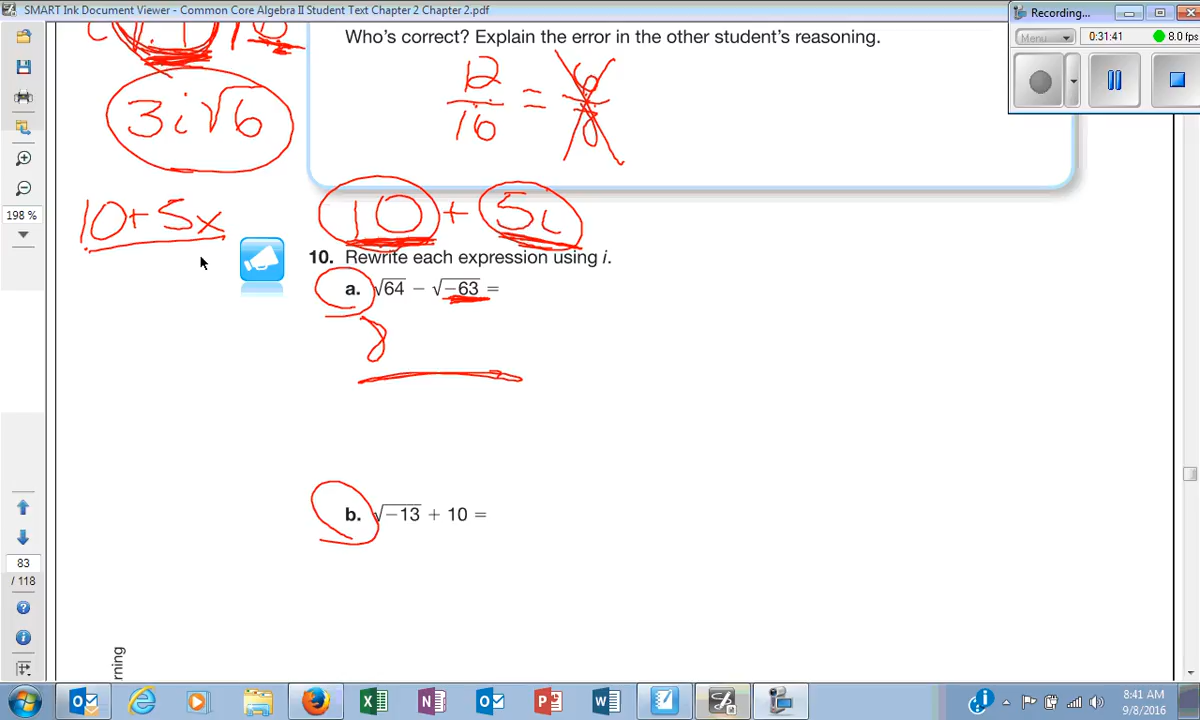 SMART Ink Document Viewer - Common Core Algebra II Student Text Chapter 2 Chapter 2.pdf
Recording...
Menu
0:31:41
8.0 fps
Who's correct? Explain the error in the other student's reasoning.
12/16 = 6/8
3i√6
198 %
10+5x
10 + 5i
10. Rewrite each expression using i.
a. √64 − √−63 =
8
b. √−13 + 10 =
83
/ 118
rning
8:41 AM
9/8/2016